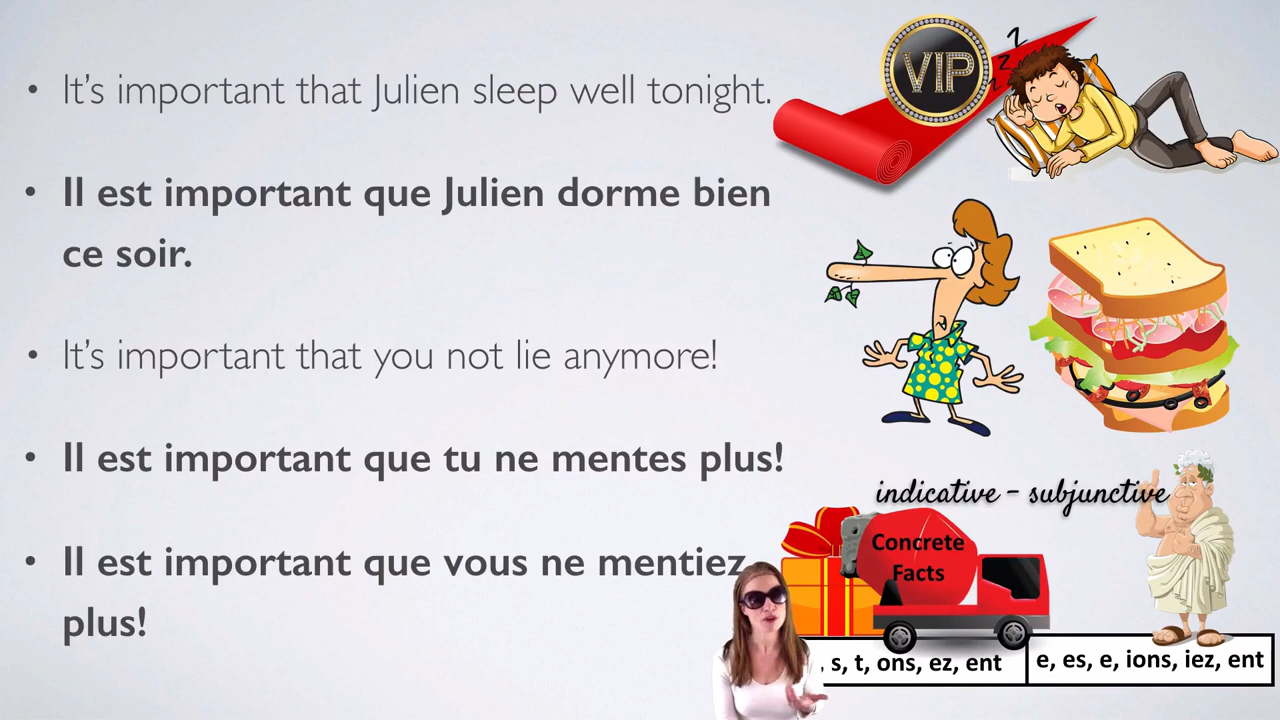 • It's important that Julien sleep well tonight.
• Il est important que Julien dorme bien
ce soir.
• It's important that you not lie anymore!
• Il est important que tu ne mentes plus!
• Il est important que vous ne mentiez
plus!
VIP
z
z
z
indicative - subjunctive
Concrete
Facts
, s, t, ons, ez, ent
e, es, e, ions, iez, ent